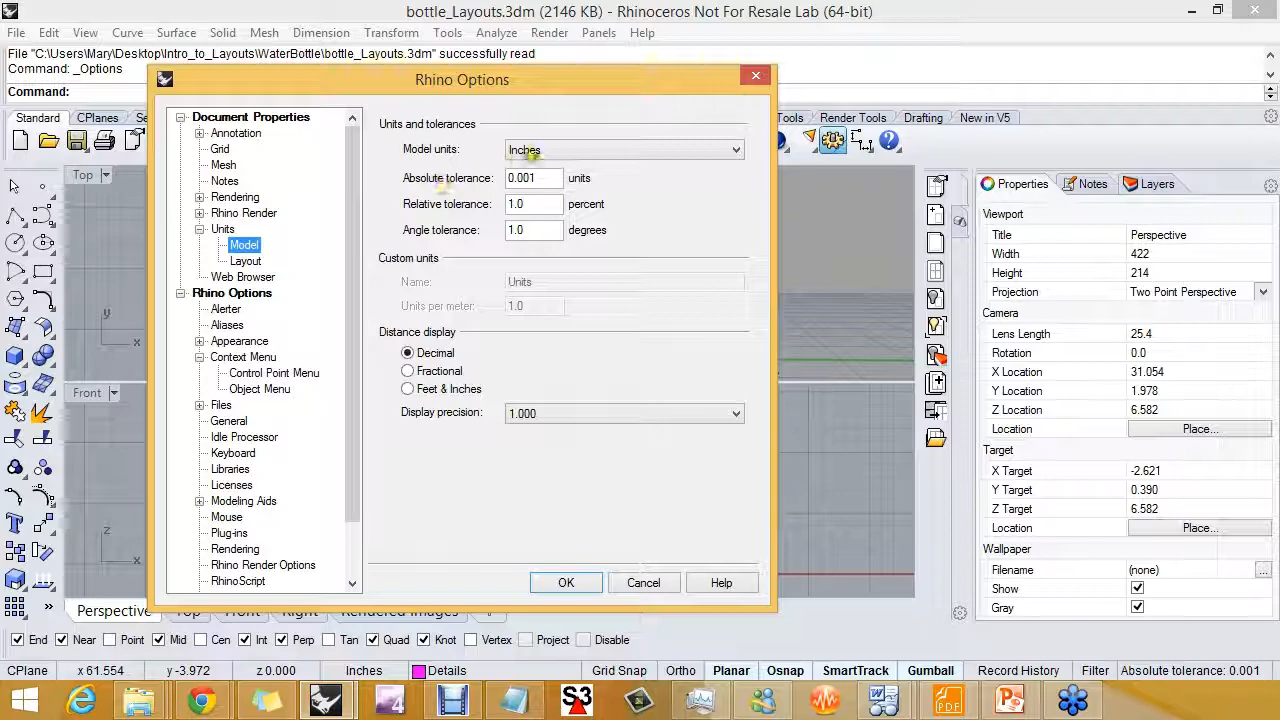 bottle_Layouts.3dm (2146 KB) - Rhinoceros Not For Resale Lab (64-bit)
File Edit View Curve Surface Solid Mesh Dimension Transform Tools Analyze Render Panels Help
File "C:\Users\Mary\Desktop\Intro_to_Layouts\WaterBottle\bottle_Layouts.3dm" successfully read
Command: _Options
Command:
Standard CPlanes Se Tools Render Tools Drafting New in V5
Rhino Options
Document Properties
Annotation
Grid
Mesh
Notes
Rendering
Rhino Render
Units
Model
Layout
Web Browser
Rhino Options
Alerter
Aliases
Appearance
Context Menu
Control Point Menu
Object Menu
Files
General
Idle Processor
Keyboard
Libraries
Licenses
Modeling Aids
Mouse
Plug-ins
Rendering
Rhino Render Options
RhinoScript
Units and tolerances
Model units: Inches
Absolute tolerance: 0.001 units
Relative tolerance: 1.0 percent
Angle tolerance: 1.0 degrees
Custom units
Name: Units
Units per meter: 1.0
Distance display
Decimal
Fractional
Feet & Inches
Display precision: 1.000
OK Cancel Help
Top
y
x
Front
z
x
Properties Notes Layers
Viewport
Title Perspective
Width 422
Height 214
Projection Two Point Perspective
Camera
Lens Length 25.4
Rotation 0.0
X Location 31.054
Y Location 1.978
Z Location 6.582
Location Place...
Target
X Target -2.621
Y Target 0.390
Z Target 6.582
Location Place...
Wallpaper
Filename (none) ...
Show
Gray
Perspective Top Front Right Rendered Images
End Near Point Mid Cen Int Perp Tan Quad Knot Vertex Project Disable
CPlane x 61.554 y -3.972 z 0.000 Inches Details Grid Snap Ortho Planar Osnap SmartTrack Gumball Record History Filter Absolute tolerance: 0.001